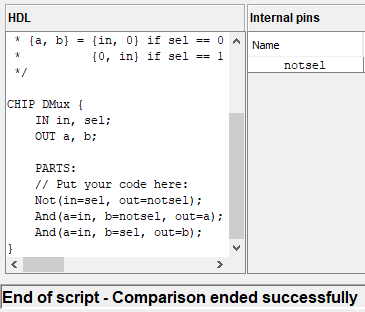 HDL
* {a, b} = {in, 0} if sel == 0
*          {0, in} if sel == 1
*/
CHIP DMux {
    IN in, sel;
    OUT a, b;
    PARTS:
    // Put your code here:
    Not(in=sel, out=notsel);
    And(a=in, b=notsel, out=a);
    And(a=in, b=sel, out=b);
}
Internal pins
Name
notsel
End of script - Comparison ended successfully